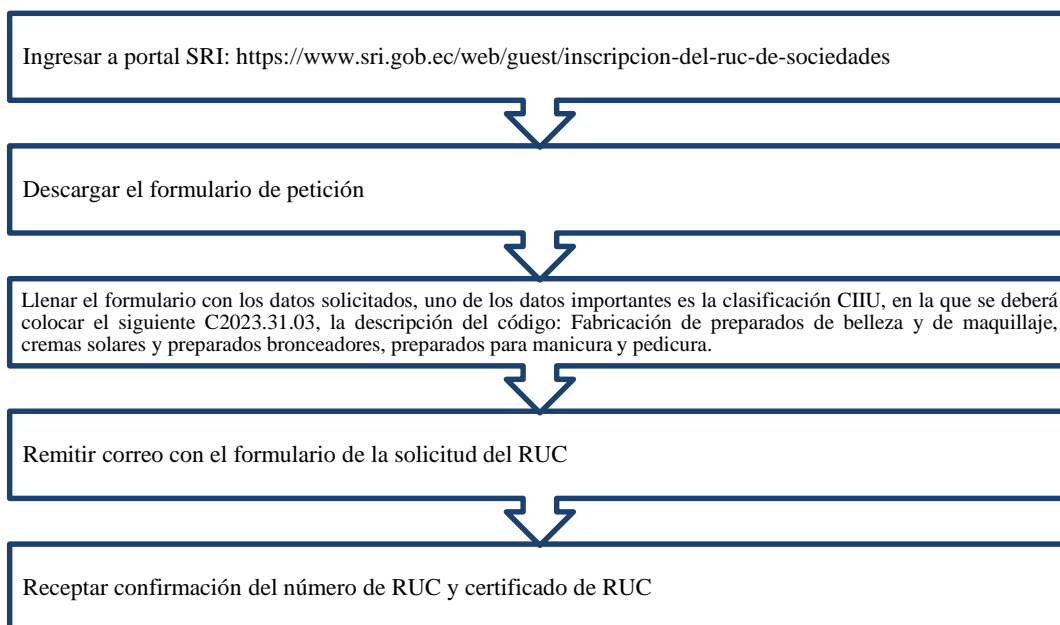 Ingresar a portal SRI: https://www.sri.gob.ec/web/guest/inscripcion-del-ruc-de-sociedades
Descargar el formulario de petición
Llenar el formulario con los datos solicitados, uno de los datos importantes es la clasificación CIIU, en la que se deberá
colocar el siguiente C2023.31.03, la descripción del código: Fabricación de preparados de belleza y de maquillaje,
cremas solares y preparados bronceadores, preparados para manicura y pedicura.
Remitir correo con el formulario de la solicitud del RUC
Receptar confirmación del número de RUC y certificado de RUC